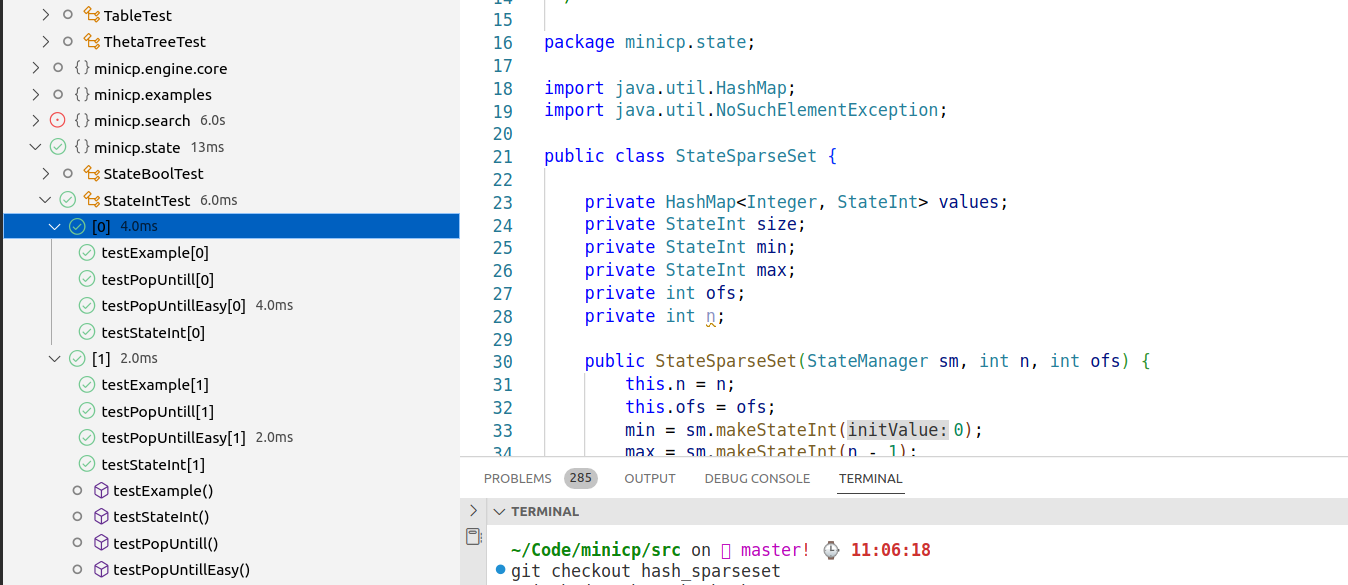 TableTest
ThetaTreeTest
{} minicp.engine.core
{} minicp.examples
{} minicp.search 6.0s
{} minicp.state 13ms
StateBoolTest
StateIntTest 6.0ms
[0] 4.0ms
testExample[0]
testPopUntill[0]
testPopUntillEasy[0] 4.0ms
testStateInt[0]
[1] 2.0ms
testExample[1]
testPopUntill[1]
testPopUntillEasy[1] 2.0ms
testStateInt[1]
testExample()
testStateInt()
testPopUntill()
testPopUntillEasy()
14
15
16 package minicp.state;
17
18 import java.util.HashMap;
19 import java.util.NoSuchElementException;
20
21 public class StateSparseSet {
22
23 private HashMap<Integer, StateInt> values;
24 private StateInt size;
25 private StateInt min;
26 private StateInt max;
27 private int ofs;
28 private int n;
29
30 public StateSparseSet(StateManager sm, int n, int ofs) {
31 this.n = n;
32 this.ofs = ofs;
33 min = sm.makeStateInt(initValue: 0);
34 max = sm.makeStateInt(n - 1);
PROBLEMS 285 OUTPUT DEBUG CONSOLE TERMINAL
TERMINAL
~/Code/minicp/src on master! ⌚ 11:06:18
git checkout hash_sparseset